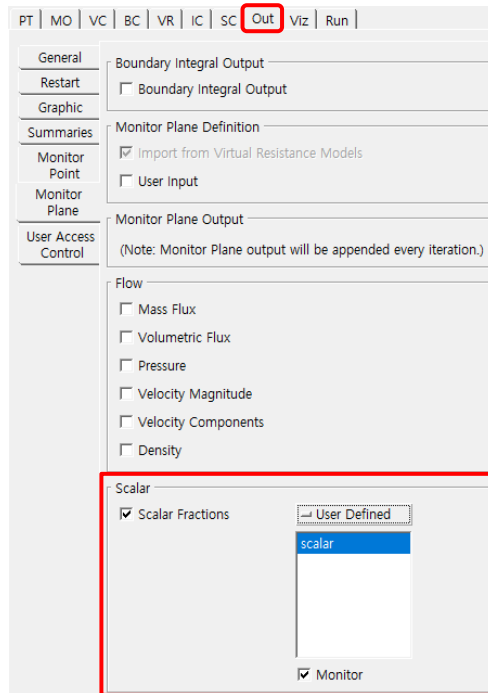 PT MO VC BC VR IC SC Out Viz Run
General
Restart
Graphic
Summaries
Monitor
Point
Monitor
Plane
User Access
Control
Boundary Integral Output
Boundary Integral Output
Monitor Plane Definition
Import from Virtual Resistance Models
User Input
Monitor Plane Output
(Note: Monitor Plane output will be appended every iteration.)
Flow
Mass Flux
Volumetric Flux
Pressure
Velocity Magnitude
Velocity Components
Density
Scalar
Scalar Fractions
User Defined
scalar
Monitor